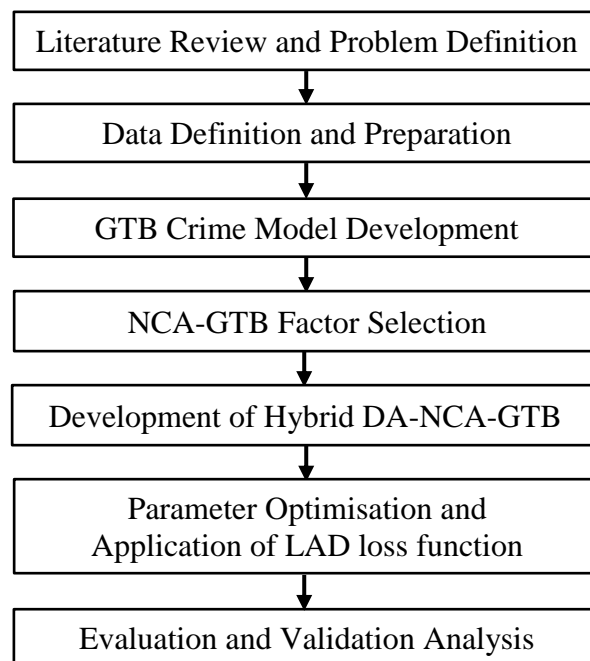 Literature Review and Problem Definition
Data Definition and Preparation
GTB Crime Model Development
NCA-GTB Factor Selection
Development of Hybrid DA-NCA-GTB
Parameter Optimisation and
Application of LAD loss function
Evaluation and Validation Analysis